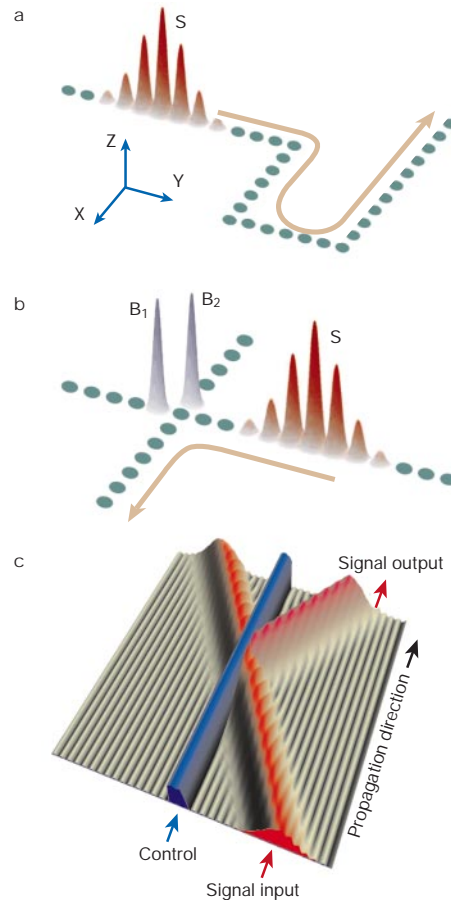 a
S
Z
Y
X
b
B₁
B₂
S
c
Signal output
Propagation direction
Control
Signal input